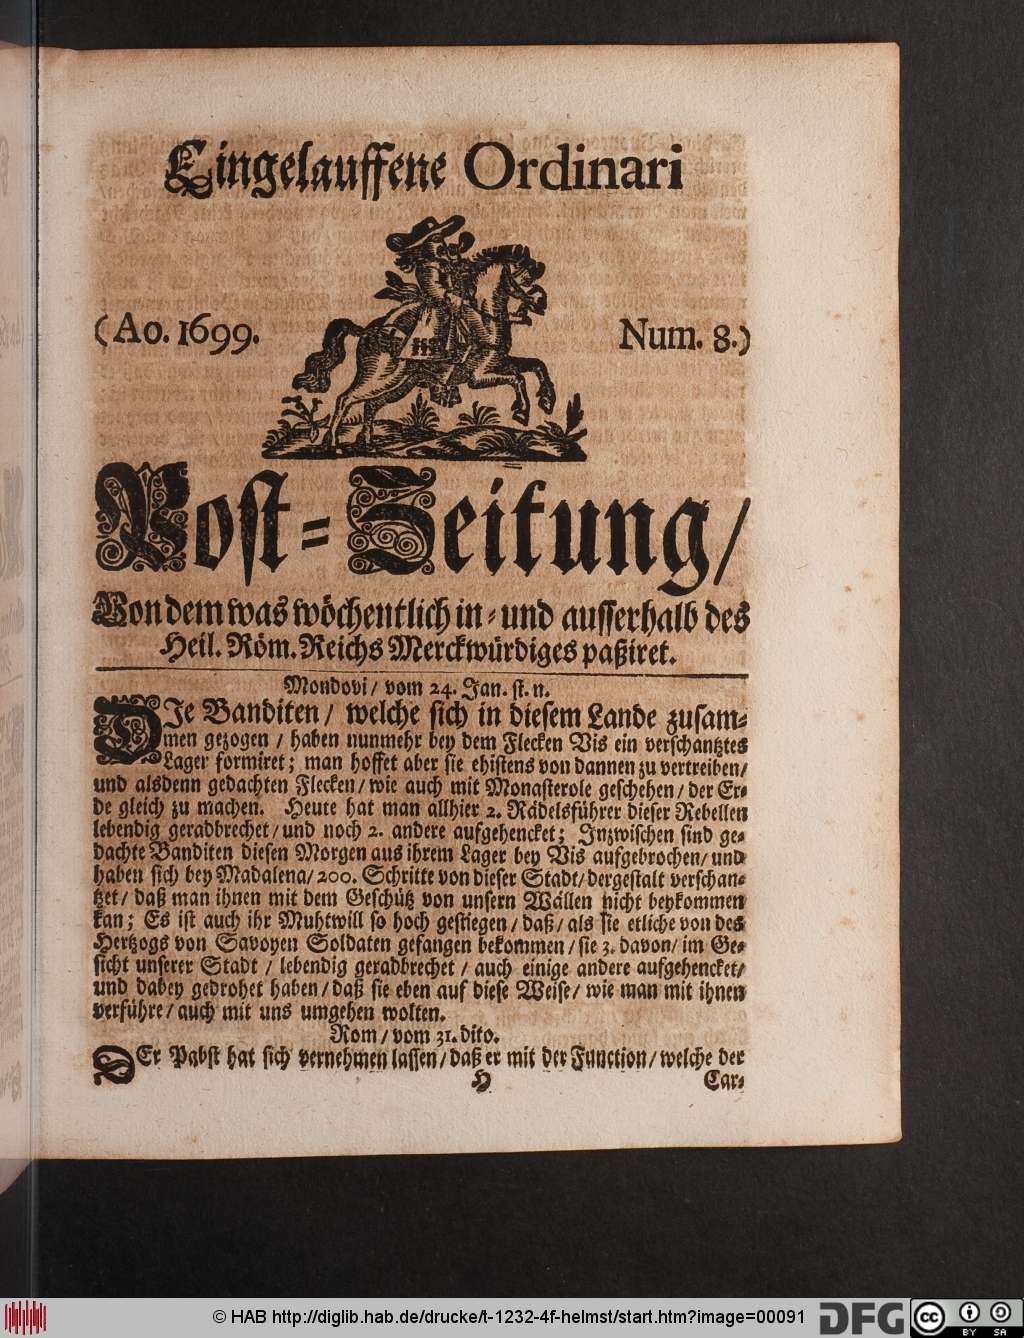 Eingelauffene Ordinari
(Ao. 1699.
Num. 8.)
Post-Zeitung/
Von dem was wöchentlich in- und ausserhalb des
Heil. Röm. Reichs Merckwürdiges paßiret.
Mondovi/ vom 24. Jan. st. n.
DIe Banditen/ welche sich in diesem Lande zusam-
men gezogen/ haben nunmehr bey dem Flecken Vis ein verschantztes
Lager formiret; man hoffet aber sie ehistens von dannen zu vertreiben/
und alsdenn gedachten Flecken/ wie auch mit Monasterole geschehen/ der Er-
de gleich zu machen. Heute hat man allhier 2. Rädelsführer dieser Rebellen
lebendig geradbrechet/ und noch 2. andere aufgehencket; Inzwischen sind ge-
dachte Banditen diesen Morgen aus ihrem Lager bey Vis aufgebrochen/ und
haben sich bey Madalena/ 200. Schritte von dieser Stadt/ dergestalt verschan-
tzet/ daß man ihnen mit dem Geschütz von unsern Wällen nicht beykommen
kan; Es ist auch ihr Muhtwill so hoch gestiegen/ daß/ als sie etliche von des
Hertzogs von Savoyen Soldaten gefangen bekommen/ sie 3. davon/ im Ge-
sicht unserer Stadt/ lebendig geradbrechet/ auch einige andere aufgehencket/
und dabey gedrohet haben/ daß sie eben auf diese Weise/ wie man mit ihnen
verführe/ auch mit uns umgehen wolten.
Rom/ vom 31. dito.
DEr Pabst hat sich vernehmen lassen/ daß er mit der Function/ welche der
H
Car-
© HAB http://diglib.hab.de/drucke/t-1232-4f-helmst/start.htm?image=00091
DFG
cc BY SA